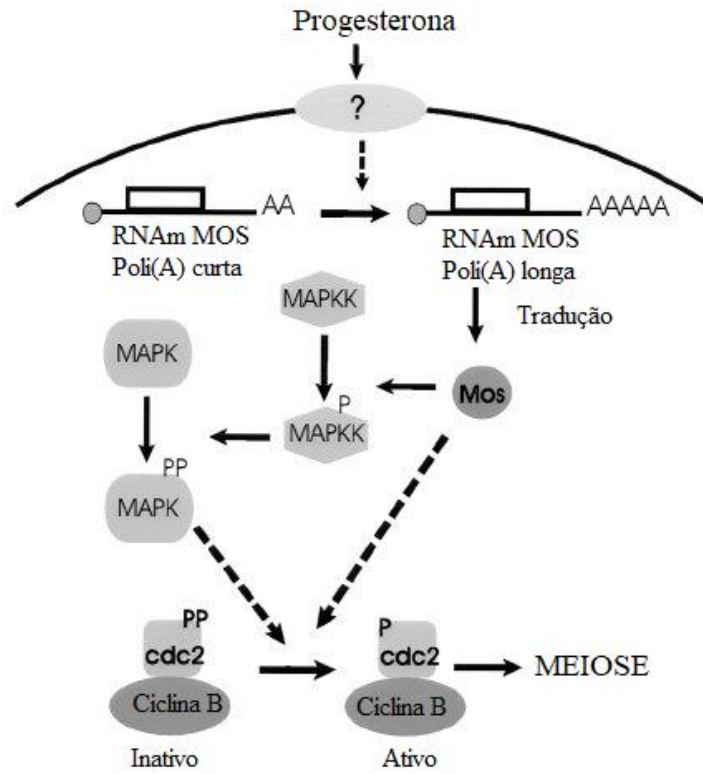 Progesterona
?
AA
AAAAA
RNAm MOS
Poli(A) curta
RNAm MOS
Poli(A) longa
Tradução
MAPKK
MAPK
Mos
P
MAPKK
PP
MAPK
PP
cdc2
Ciclina B
Inativo
P
cdc2
Ciclina B
Ativo
MEIOSE